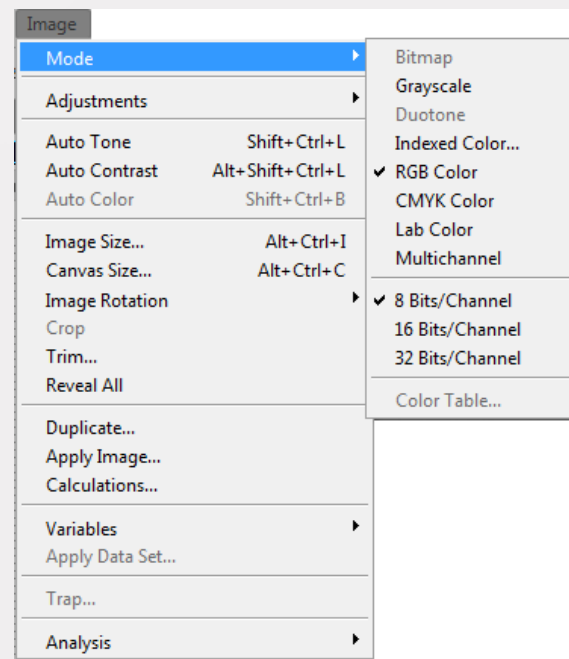 Image
Mode
Adjustments
Auto Tone Shift+Ctrl+L
Auto Contrast Alt+Shift+Ctrl+L
Auto Color Shift+Ctrl+B
Image Size... Alt+Ctrl+I
Canvas Size... Alt+Ctrl+C
Image Rotation
Crop
Trim...
Reveal All
Duplicate...
Apply Image...
Calculations...
Variables
Apply Data Set...
Trap...
Analysis
Bitmap
Grayscale
Duotone
Indexed Color...
RGB Color
CMYK Color
Lab Color
Multichannel
8 Bits/Channel
16 Bits/Channel
32 Bits/Channel
Color Table...